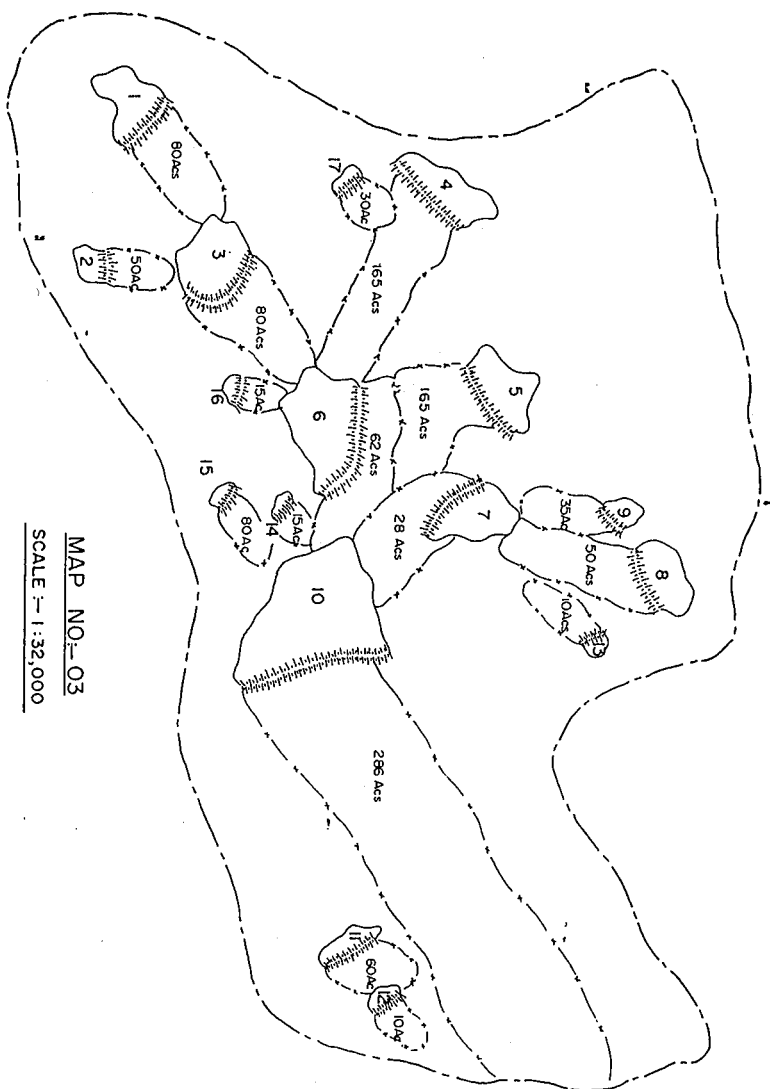 1
80Acs
2
50Ac
3
80Acs
17
30Ac
4
165 Acs
5
165 Acs
16
15Ac
6
62 Acs
15
80Ac
14
15Ac
7
28 Acs
9
35Ac
8
50Acs
13
10Acs
10
286 Acs
11
60Ac
12
10Ac
MAP NO:-03
SCALE :- 1:32,000